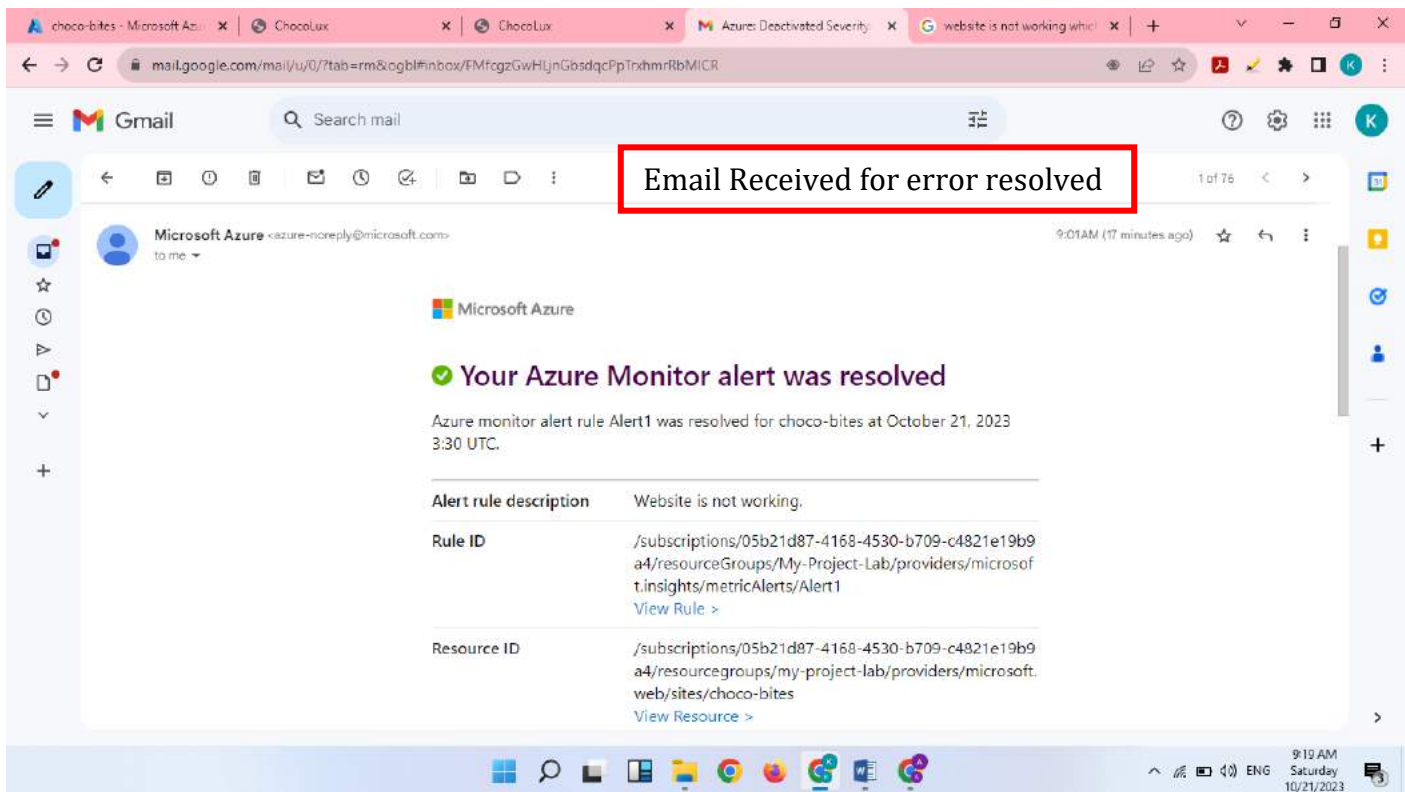 choco-bites - Microsoft Azu
ChocoLux
ChocoLux
Azure: Deactivated Severity:
website is not working which
mail.google.com/mail/u/0/?tab=rm&ogbl#inbox/FMfcgzGwHLjnGbsdqcPpTrxhmrRbMlCR
K
Gmail
Search mail
K
Email Received for error resolved
1 of 76
Microsoft Azure <azure-noreply@microsoft.com>
9:01 AM (17 minutes ago)
to me
Microsoft Azure
Your Azure Monitor alert was resolved
Azure monitor alert rule Alert1 was resolved for choco-bites at October 21, 2023
3:30 UTC.
Alert rule description Website is not working.
Rule ID /subscriptions/05b21d87-4168-4530-b709-c4821e19b9
a4/resourceGroups/My-Project-Lab/providers/microsof
t.insights/metricAlerts/Alert1
View Rule >
Resource ID /subscriptions/05b21d87-4168-4530-b709-c4821e19b9
a4/resourcegroups/my-project-lab/providers/microsoft.
web/sites/choco-bites
View Resource >
ENG
9:19 AM
Saturday
10/21/2023
3